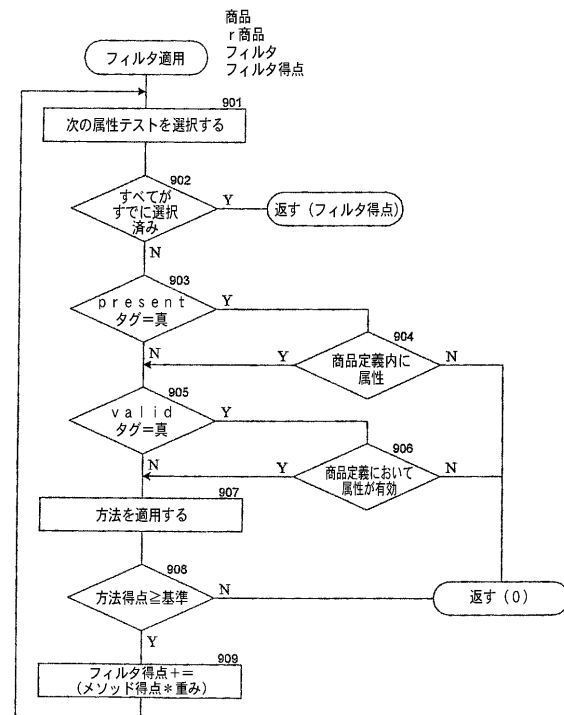 商品
r商品
フィルタ
フィルタ得点
フィルタ適用
901
次の属性テストを選択する
902
すべてが
すでに選択
済み
Y
返す（フィルタ得点）
N
903
present
タグ＝真
Y
N
904
商品定義内に
属性
Y
N
905
valid
タグ＝真
Y
N
906
商品定義において
属性が有効
Y
N
907
方法を適用する
908
方法得点≧基準
N
返す（0）
Y
909
フィルタ得点＋＝
（メソッド得点＊重み）